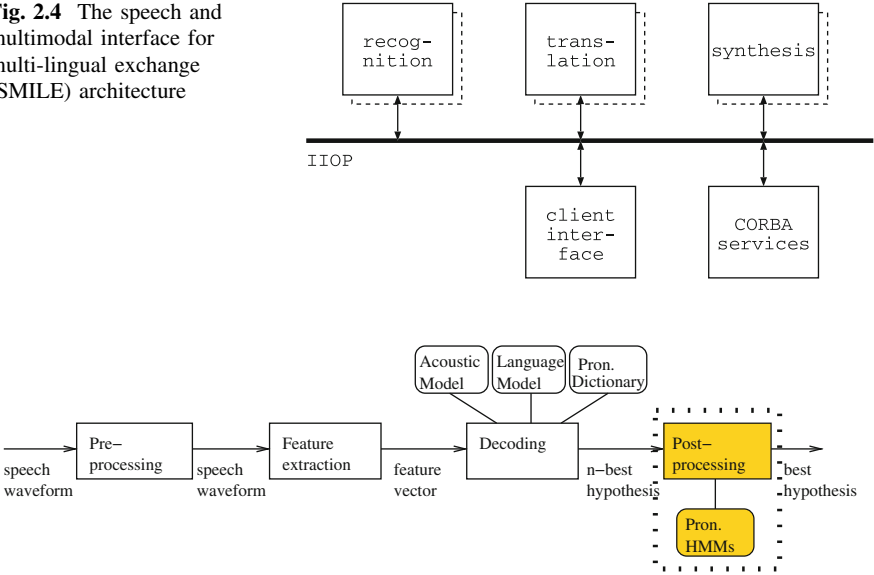 Fig. 2.4 The speech and
multimodal interface for
multi-lingual exchange
(SMILE) architecture
recog-
nition
trans-
lation
synthesis
IIOP
client
inter-
face
CORBA
services
Acoustic
Model
Language
Model
Pron.
Dictionary
speech
waveform
Pre-
processing
speech
waveform
Feature
extraction
feature
vector
Decoding
n-best
hypothesis
Post-
processing
best
hypothesis
Pron.
HMMs